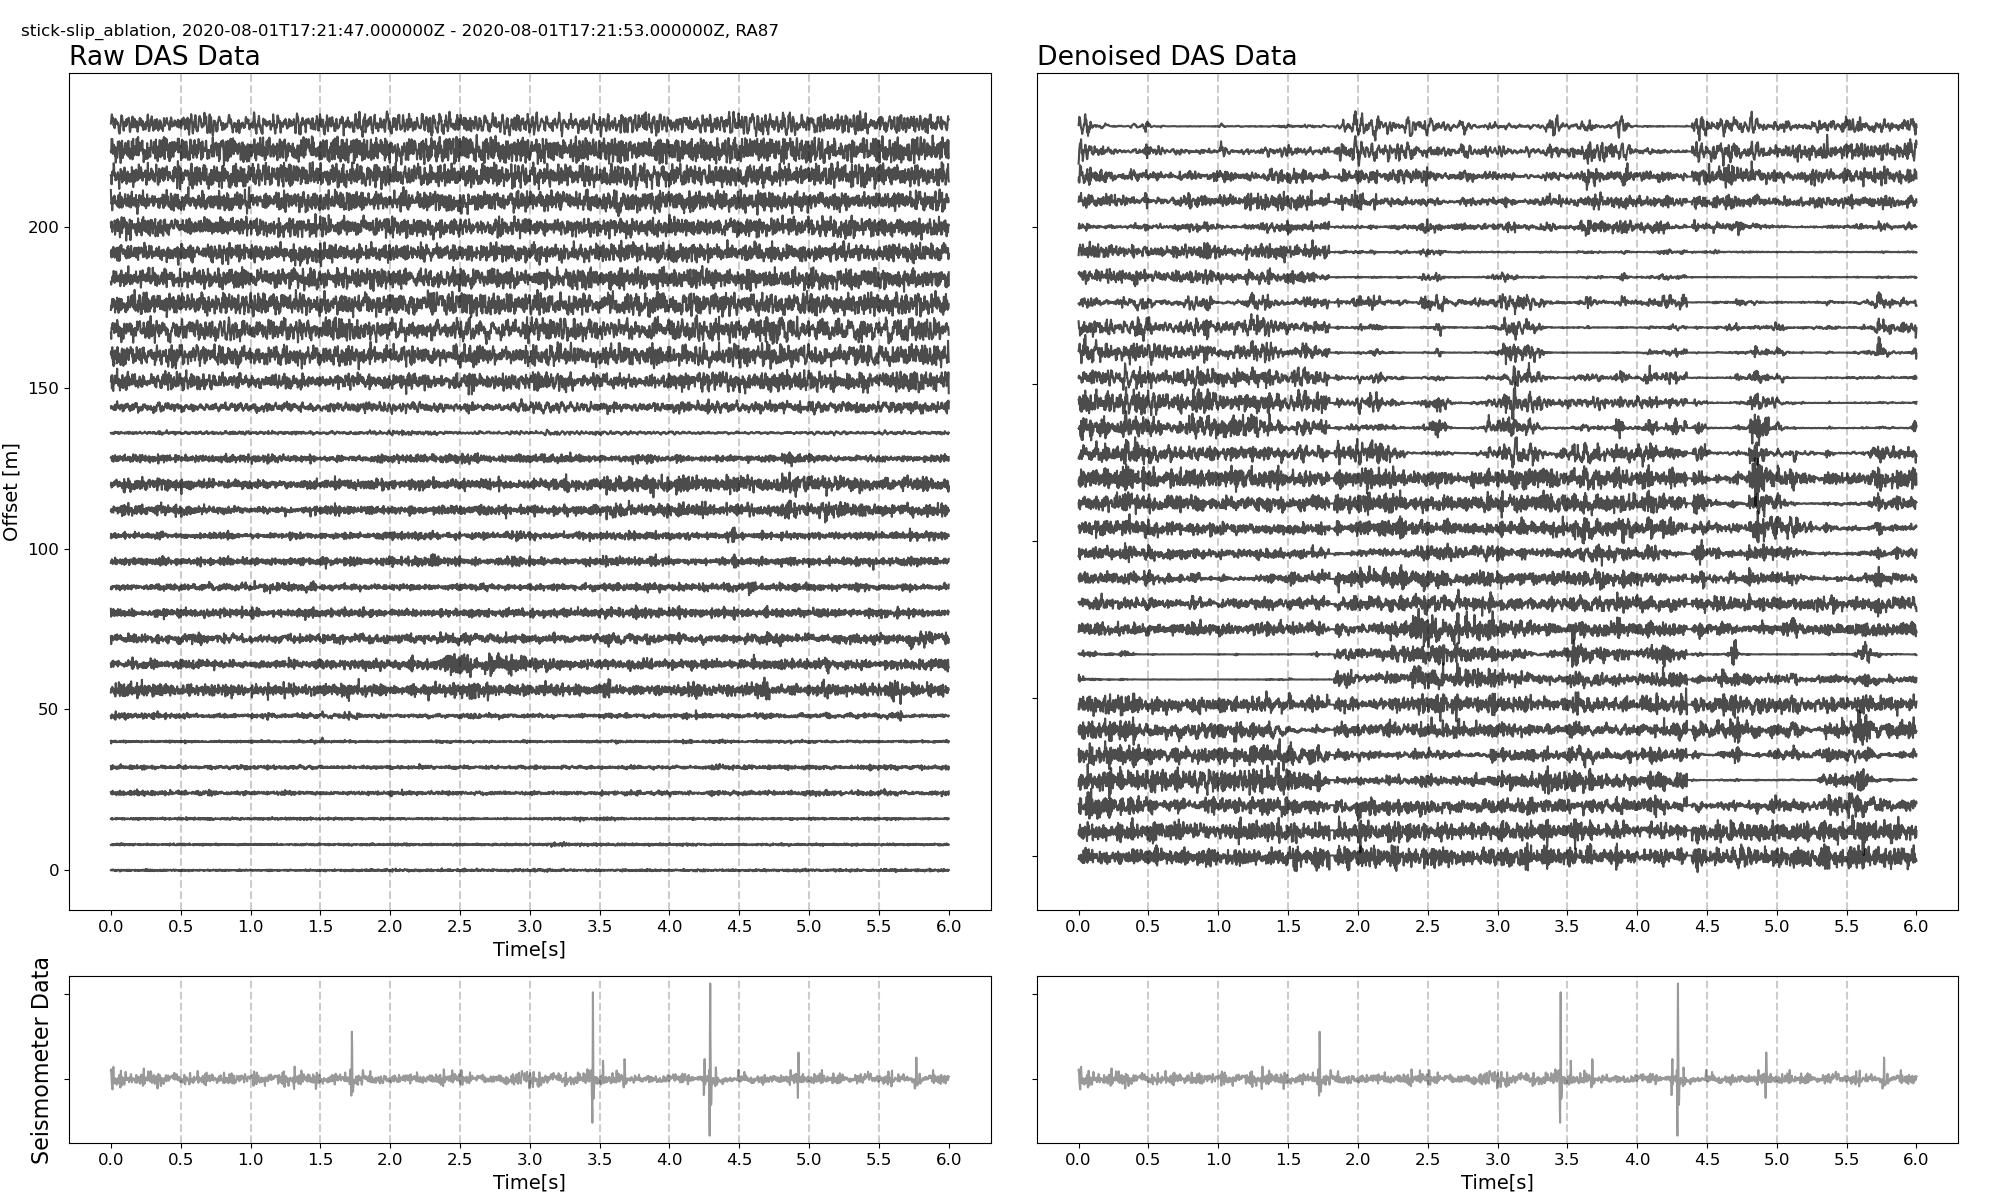 stick-slip_ablation, 2020-08-01T17:21:47.000000Z - 2020-08-01T17:21:53.000000Z, RA87
Raw DAS Data
Denoised DAS Data
Offset [m]
200
150
100
50
0
0.0 0.5 1.0 1.5 2.0 2.5 3.0 3.5 4.0 4.5 5.0 5.5 6.0
Time[s]
0.0 0.5 1.0 1.5 2.0 2.5 3.0 3.5 4.0 4.5 5.0 5.5 6.0
Seismometer Data
0.0 0.5 1.0 1.5 2.0 2.5 3.0 3.5 4.0 4.5 5.0 5.5 6.0
Time[s]
0.0 0.5 1.0 1.5 2.0 2.5 3.0 3.5 4.0 4.5 5.0 5.5 6.0
Time[s]